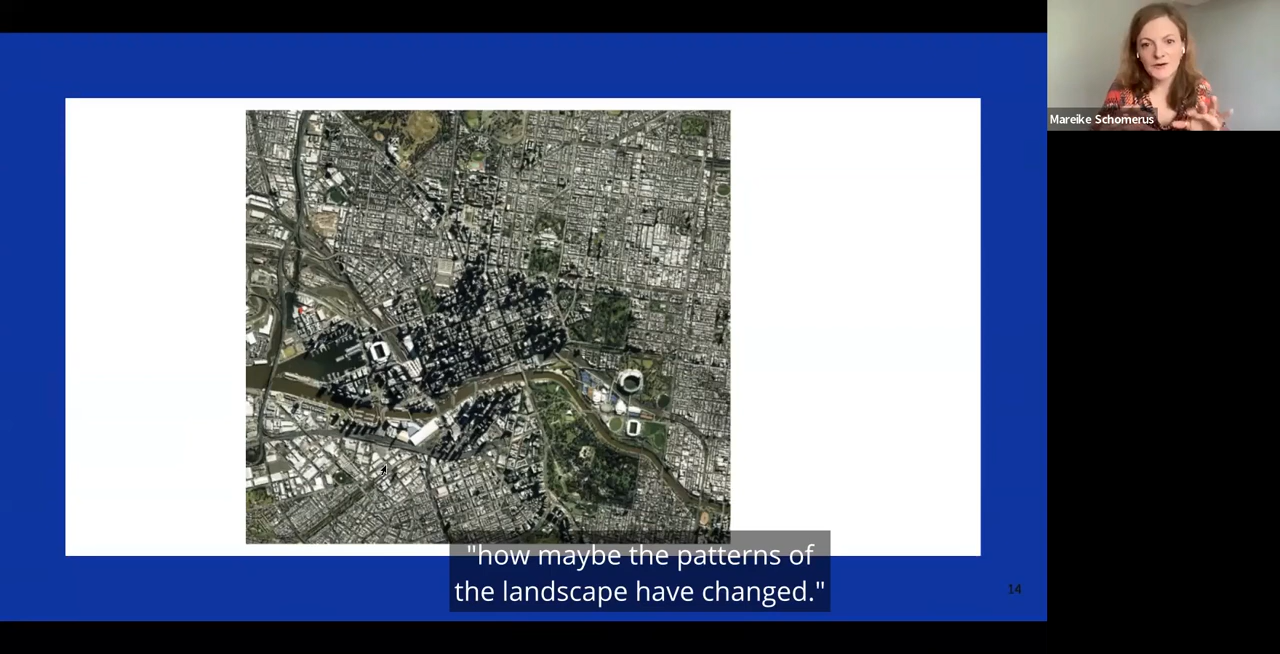 Mareike Schomerus
"how maybe the patterns of
the landscape have changed."
14